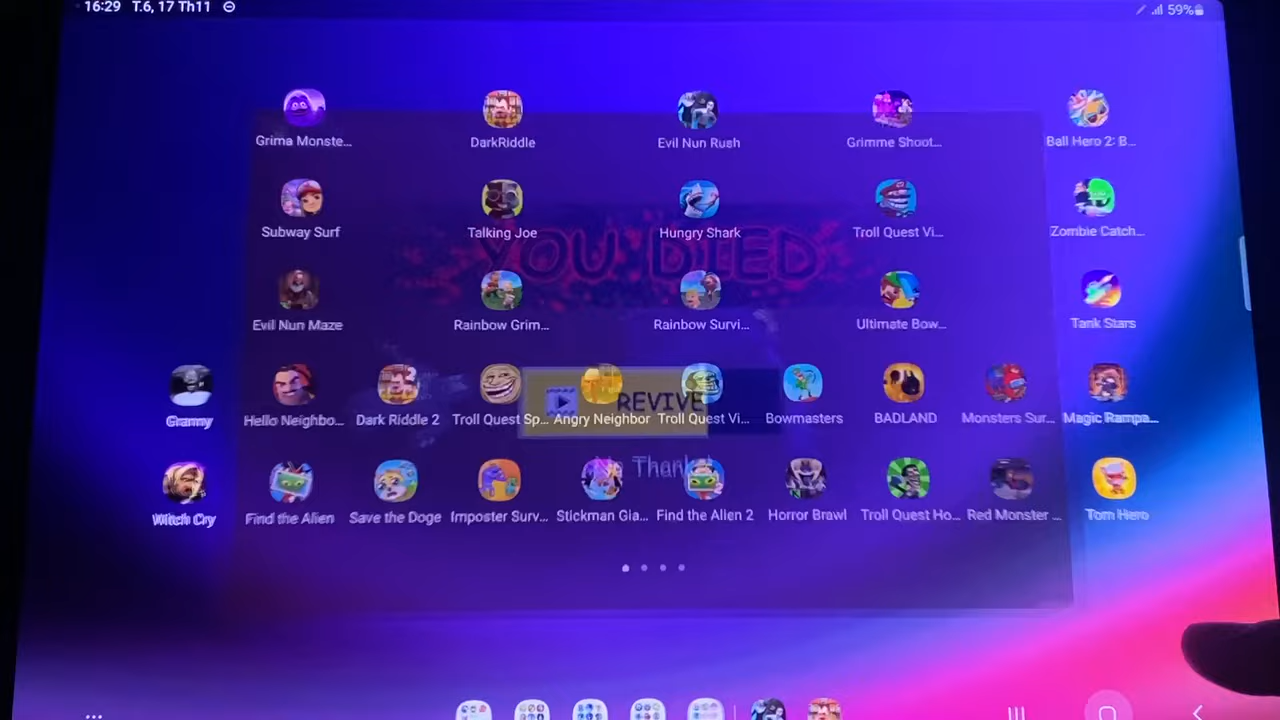 16:29 T.6, 17 Th11 59%
Grima Monste... DarkRiddle Evil Nun Rush Grimme Shoot... Ball Hero 2: B...
Subway Surf Talking Joe Hungry Shark Troll Quest Vi... Zombie Catch...
YOU DIED
Evil Nun Maze Rainbow Grim... Rainbow Survi... Ultimate Bow... Tank Stars
REVIVE
Granny Hello Neighbo... Dark Riddle 2 Troll Quest Sp... Angry Neighbor Troll Quest Vi... Bowmasters BADLAND Monsters Sur... Magic Rampa...
No Thanks!
Witch Cry Find the Alien Save the Doge Imposter Surv... Stickman Gia... Find the Alien 2 Horror Brawl Troll Quest Ho... Red Monster ... Tom Hero